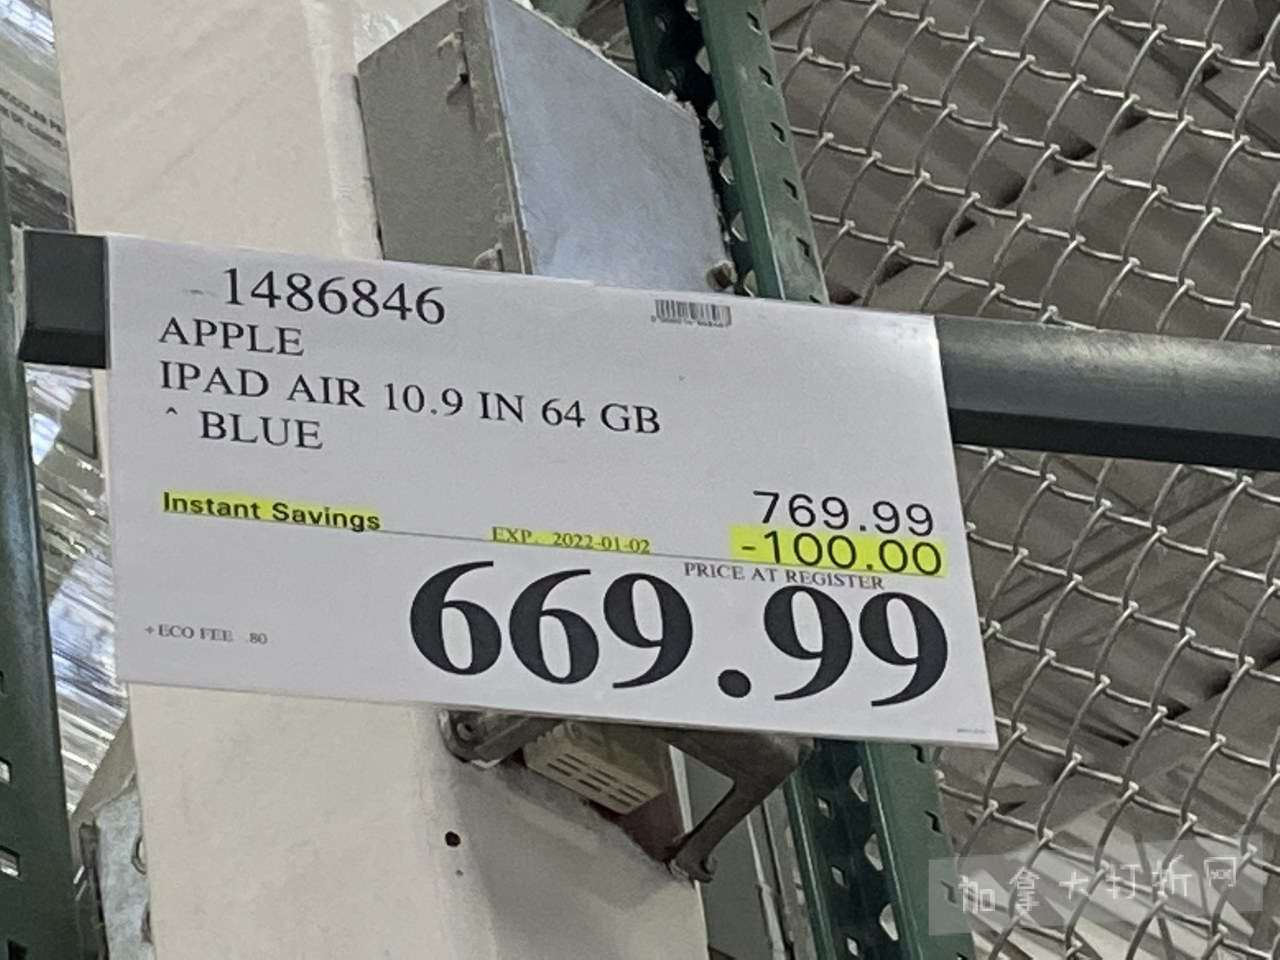 1486846
APPLE
IPAD AIR 10.9 IN 64 GB
^ BLUE
769.99
Instant Savings EXP. 2022-01-02 -100.00
PRICE AT REGISTER
+ECO FEE .80 669.99
加拿大打折网